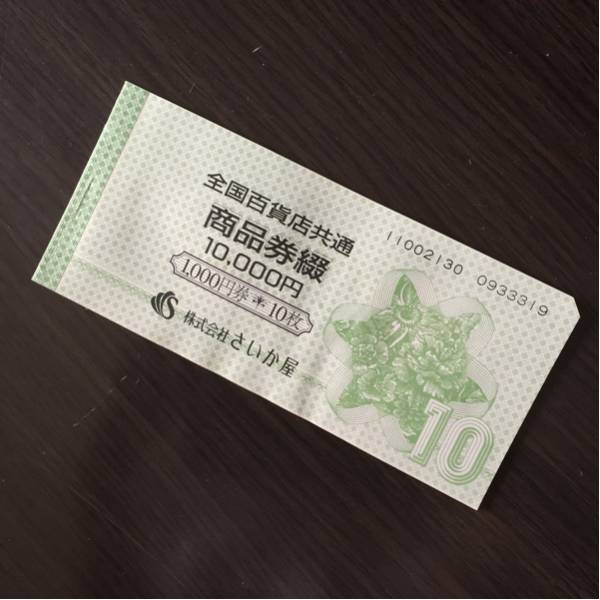 全国百貨店共通
商品券綴
10,000円
1,000円券*10枚
株式会社さいか屋
11002130 0933319
10